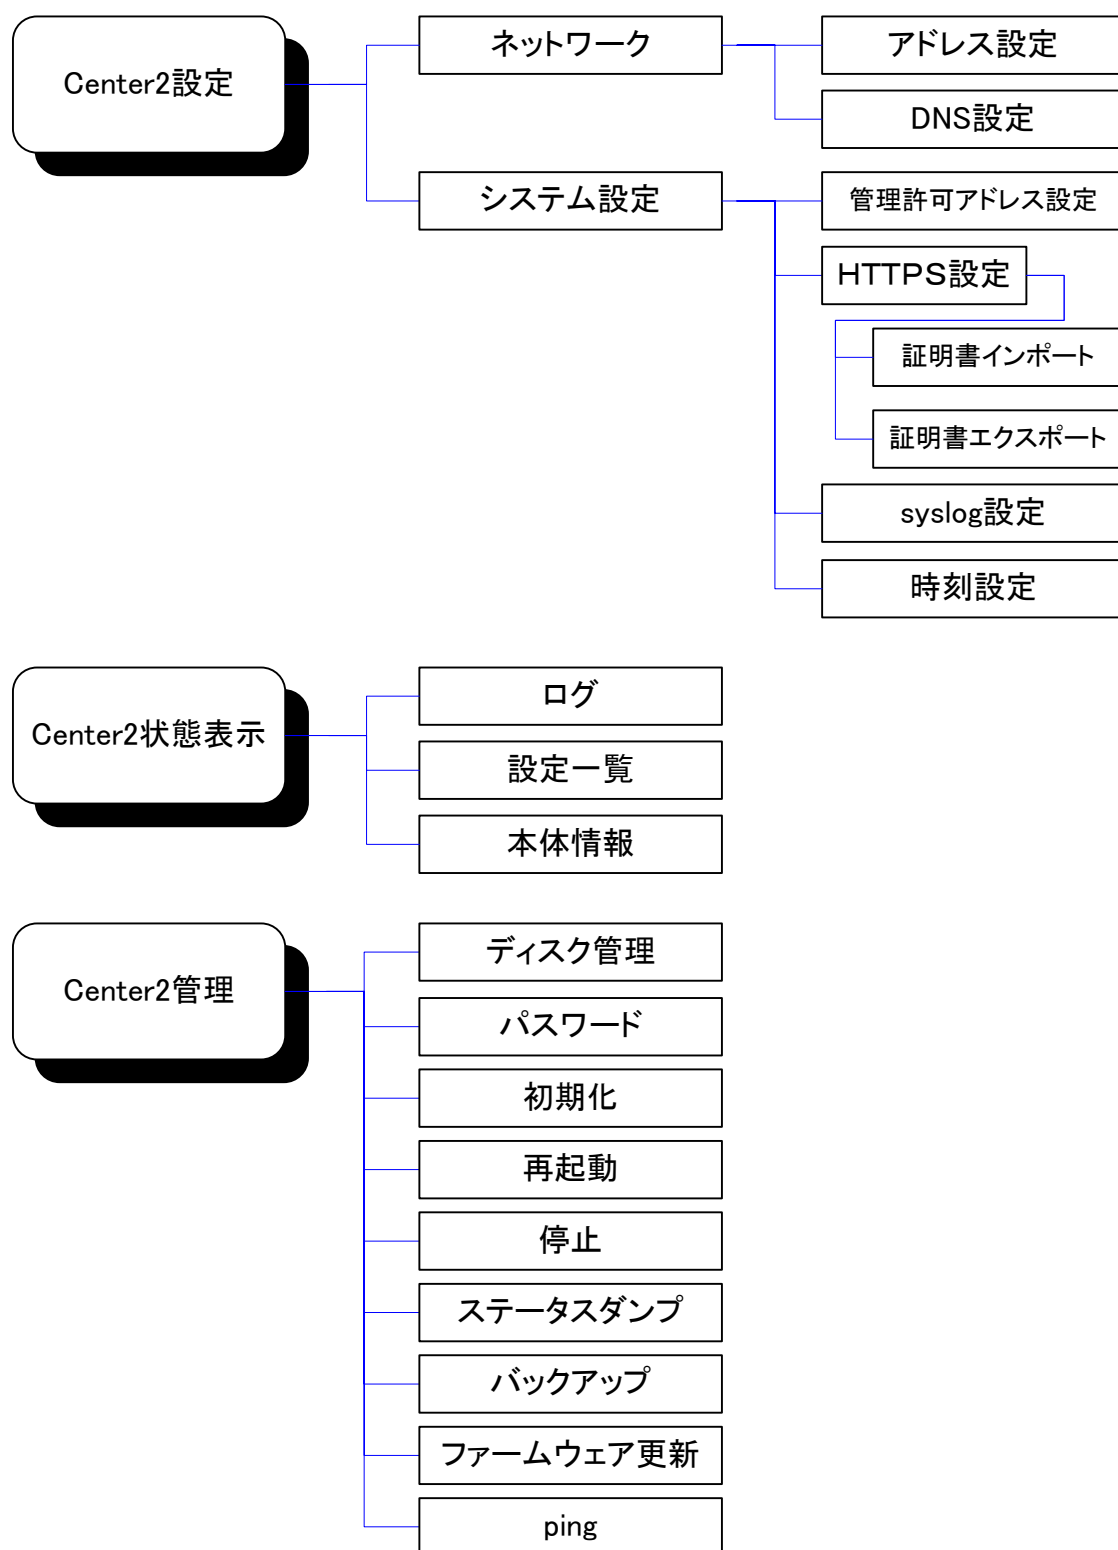 Center2設定
ネットワーク
アドレス設定
DNS設定
システム設定
管理許可アドレス設定
HTTPS設定
証明書インポート
証明書エクスポート
syslog設定
時刻設定
Center2状態表示
ログ
設定一覧
本体情報
Center2管理
ディスク管理
パスワード
初期化
再起動
停止
ステータスダンプ
バックアップ
ファームウェア更新
ping